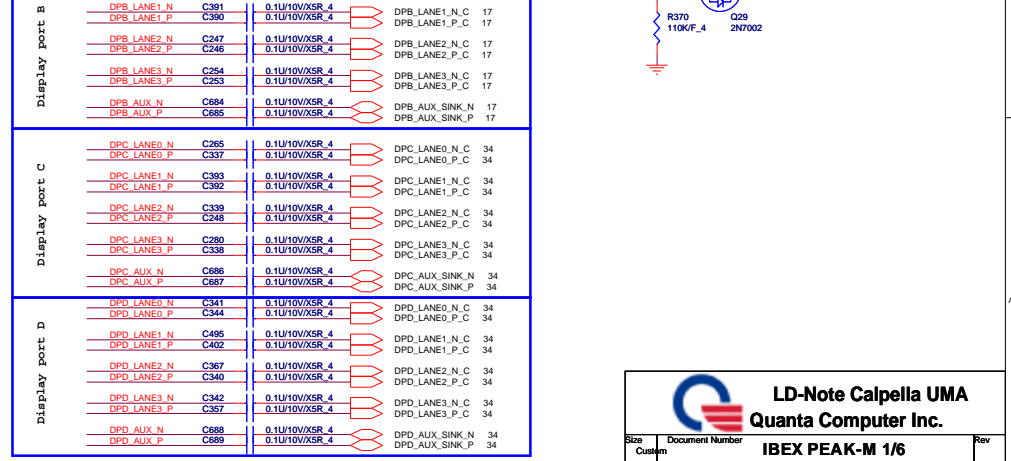 Display port B
DPB_LANE1_N C391 0.1U/10V/X5R_4 DPB_LANE1_N_C 17
DPB_LANE1_P C390 0.1U/10V/X5R_4 DPB_LANE1_P_C 17
DPB_LANE2_N C247 0.1U/10V/X5R_4 DPB_LANE2_N_C 17
DPB_LANE2_P C246 0.1U/10V/X5R_4 DPB_LANE2_P_C 17
DPB_LANE3_N C254 0.1U/10V/X5R_4 DPB_LANE3_N_C 17
DPB_LANE3_P C253 0.1U/10V/X5R_4 DPB_LANE3_P_C 17
DPB_AUX_N C684 0.1U/10V/X5R_4 DPB_AUX_SINK_N 17
DPB_AUX_P C685 0.1U/10V/X5R_4 DPB_AUX_SINK_P 17
R370 Q29
110K/F_4 2N7002
Display port C
DPC_LANE0_N C265 0.1U/10V/X5R_4 DPC_LANE0_N_C 34
DPC_LANE0_P C337 0.1U/10V/X5R_4 DPC_LANE0_P_C 34
DPC_LANE1_N C393 0.1U/10V/X5R_4 DPC_LANE1_N_C 34
DPC_LANE1_P C392 0.1U/10V/X5R_4 DPC_LANE1_P_C 34
DPC_LANE2_N C339 0.1U/10V/X5R_4 DPC_LANE2_N_C 34
DPC_LANE2_P C248 0.1U/10V/X5R_4 DPC_LANE2_P_C 34
DPC_LANE3_N C280 0.1U/10V/X5R_4 DPC_LANE3_N_C 34
DPC_LANE3_P C338 0.1U/10V/X5R_4 DPC_LANE3_P_C 34
DPC_AUX_N C686 0.1U/10V/X5R_4 DPC_AUX_SINK_N 34
DPC_AUX_P C687 0.1U/10V/X5R_4 DPC_AUX_SINK_P 34
Display port D
DPD_LANE0_N C341 0.1U/10V/X5R_4 DPD_LANE0_N_C 34
DPD_LANE0_P C344 0.1U/10V/X5R_4 DPD_LANE0_P_C 34
DPD_LANE1_N C495 0.1U/10V/X5R_4 DPD_LANE1_N_C 34
DPD_LANE1_P C402 0.1U/10V/X5R_4 DPD_LANE1_P_C 34
DPD_LANE2_N C367 0.1U/10V/X5R_4 DPD_LANE2_N_C 34
DPD_LANE2_P C340 0.1U/10V/X5R_4 DPD_LANE2_P_C 34
DPD_LANE3_N C342 0.1U/10V/X5R_4 DPD_LANE3_N_C 34
DPD_LANE3_P C357 0.1U/10V/X5R_4 DPD_LANE3_P_C 34
DPD_AUX_N C688 0.1U/10V/X5R_4 DPD_AUX_SINK_N 34
DPD_AUX_P C689 0.1U/10V/X5R_4 DPD_AUX_SINK_P 34
LD-Note Calpella UMA
Quanta Computer Inc.
Size Document Number Rev
Custom IBEX PEAK-M 1/6